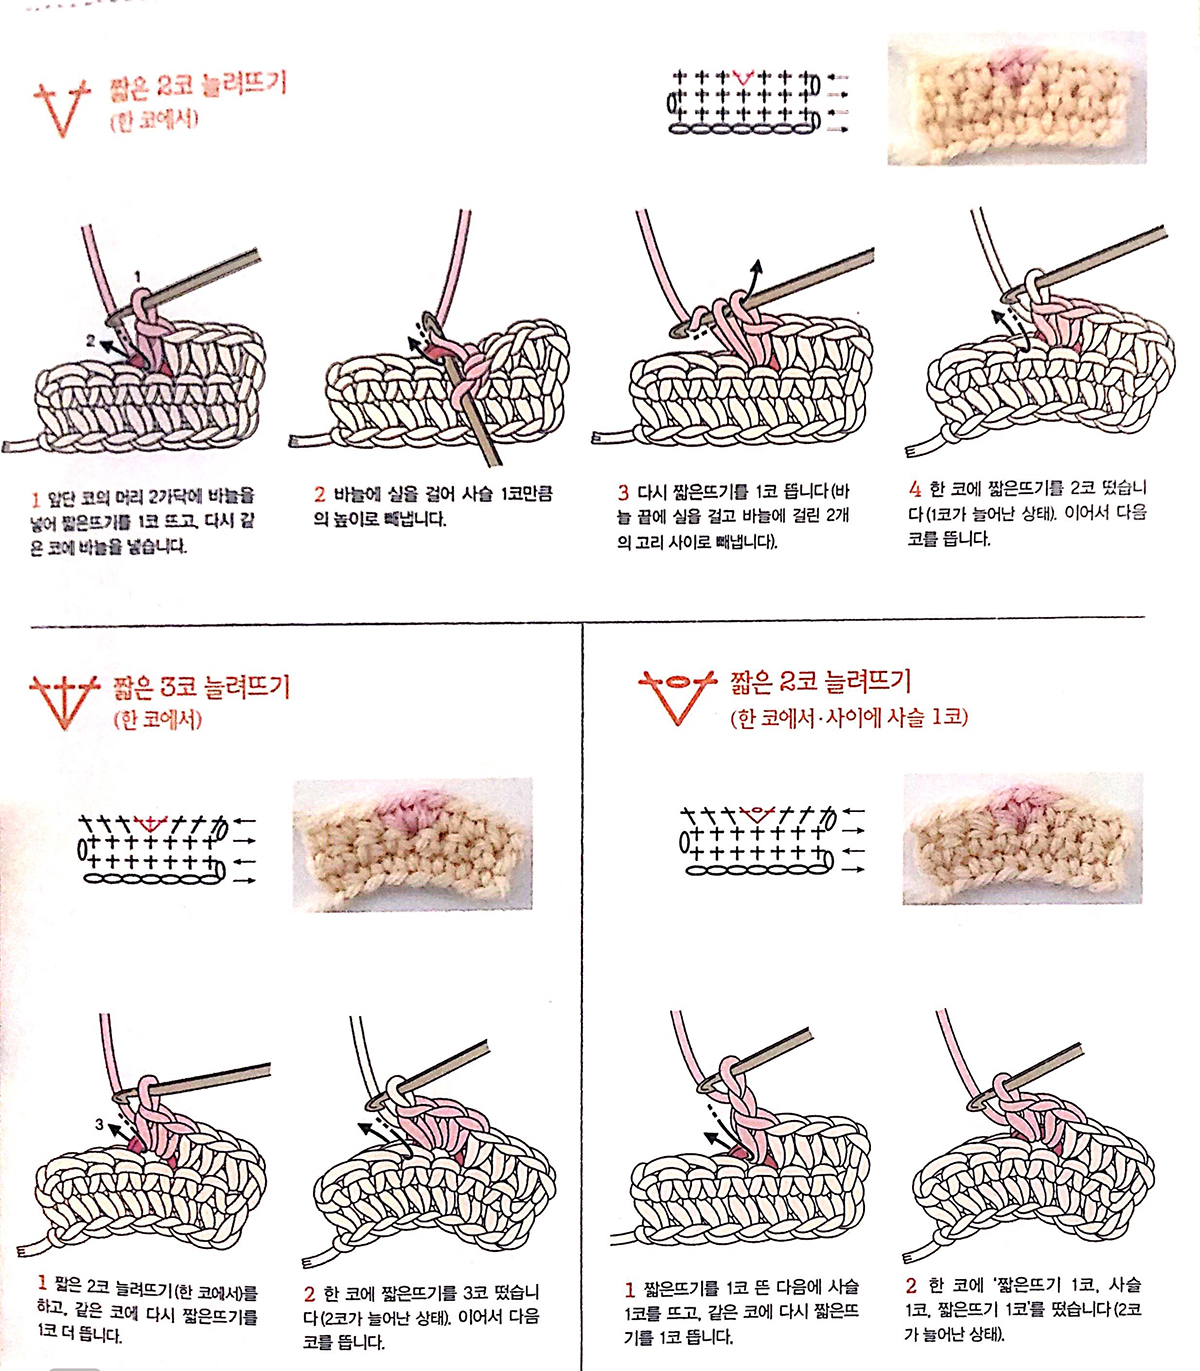 짧은 2코 늘려뜨기
(한 코에서)
1
2
1 앞단 코의 머리 2가닥에 바늘을
넣어 짧은뜨기를 1코 뜨고, 다시 같
은 코에 바늘을 넣습니다.
2 바늘에 실을 걸어 사슬 1코만큼
의 높이로 빼냅니다.
3 다시 짧은뜨기를 1코 뜹니다(바
늘 끝에 실을 걸고 바늘에 걸린 2개
의 고리 사이로 빼냅니다).
4 한 코에 짧은뜨기를 2코 떴습니
다(1코가 늘어난 상태). 이어서 다음
코를 뜹니다.
짧은 3코 늘려뜨기
(한 코에서)
3
1 짧은 2코 늘려뜨기(한 코에서)를
하고, 같은 코에 다시 짧은뜨기를
1코 더 뜹니다.
2 한 코에 짧은뜨기를 3코 떴습니
다(2코가 늘어난 상태). 이어서 다음
코를 뜹니다.
짧은 2코 늘려뜨기
(한 코에서·사이에 사슬 1코)
1 짧은뜨기를 1코 뜬 다음에 사슬
1코를 뜨고, 같은 코에 다시 짧은뜨
기를 1코 뜹니다.
2 한 코에 '짧은뜨기 1코, 사슬
1코, 짧은뜨기 1코'를 떴습니다(2코
가 늘어난 상태).